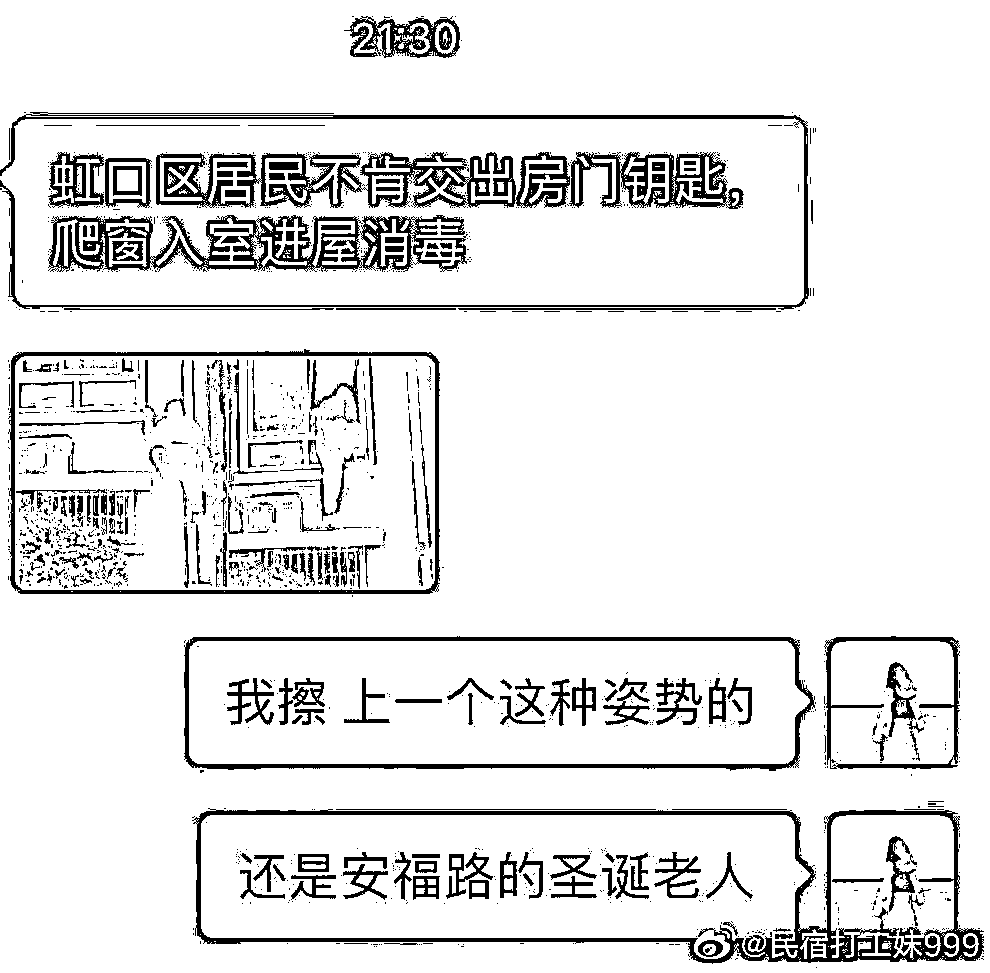 21:30
虹口区居民不肯交出房门钥匙,
爬窗入室进屋消毒
我擦 上一个这种姿势的
还是安福路的圣诞老人
@民宿打工妹999